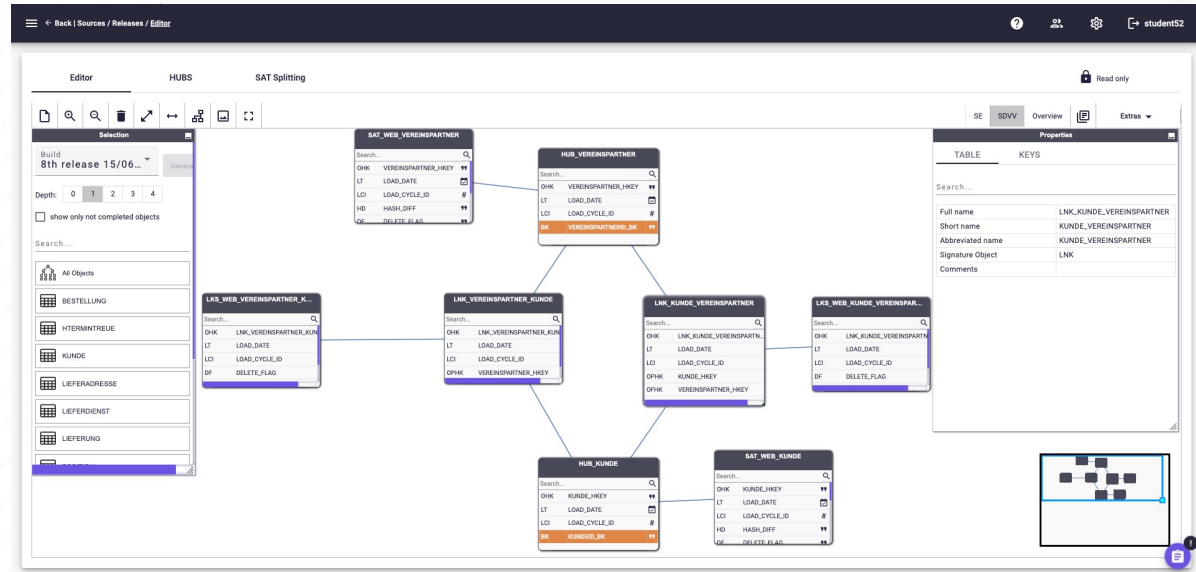 ← Back | Sources / Releases / Editor
student52
Editor HUBS SAT Splitting
Read only
SE SDVV Overview Extras
Selection
Build
8th release 15/06...
Depth: 0 1 2 3 4
show only not completed objects
Search...
All Objects
BESTELLUNG
HTERMINTREUE
KUNDE
LIEFERADRESSE
LIEFERDIENST
LIEFERUNG
SAT_WEB_VEREINSPARTNER
Search...
OHK VEREINSPARTNER_HKEY
LT LOAD_DATE
LCI LOAD_CYCLE_ID #
HD HASH_DIFF
DF DELETE_FLAG
HUB_VEREINSPARTNER
Search...
OHK VEREINSPARTNER_HKEY
LT LOAD_DATE
LCI LOAD_CYCLE_ID #
BK VEREINSPARTNERID_BK
LKS_WEB_VEREINSPARTNER_K...
Search...
OHK LNK_VEREINSPARTNER_KUN
LT LOAD_DATE
LCI LOAD_CYCLE_ID
DF DELETE_FLAG
LNK_VEREINSPARTNER_KUNDE
Search...
OHK LNK_VEREINSPARTNER_KUN
LT LOAD_DATE
LCI LOAD_CYCLE_ID
OPHK VEREINSPARTNER_HKEY
LNK_KUNDE_VEREINSPARTNER
Search...
OHK LNK_KUNDE_VEREINSPARTN
LT LOAD_DATE
LCI LOAD_CYCLE_ID
OPHK KUNDE_HKEY
OFHK VEREINSPARTNER_HKEY
LKS_WEB_KUNDE_VEREINSPAR...
Search...
OHK LNK_KUNDE_VEREINSPARTN
LT LOAD_DATE
LCI LOAD_CYCLE_ID
DF DELETE_FLAG
HUB_KUNDE
Search...
OHK KUNDE_HKEY
LT LOAD_DATE
LCI LOAD_CYCLE_ID #
BK KUNDEID_BK
SAT_WEB_KUNDE
Search...
OHK KUNDE_HKEY
LT LOAD_DATE
LCI LOAD_CYCLE_ID #
HD HASH_DIFF
DF DELETE_FLAG
Properties
TABLE KEYS
Search...
Full name LNK_KUNDE_VEREINSPARTNER
Short name KUNDE_VEREINSPARTNER
Abbreviated name KUNDE_VEREINSPARTNER
Signature Object LNK
Comments